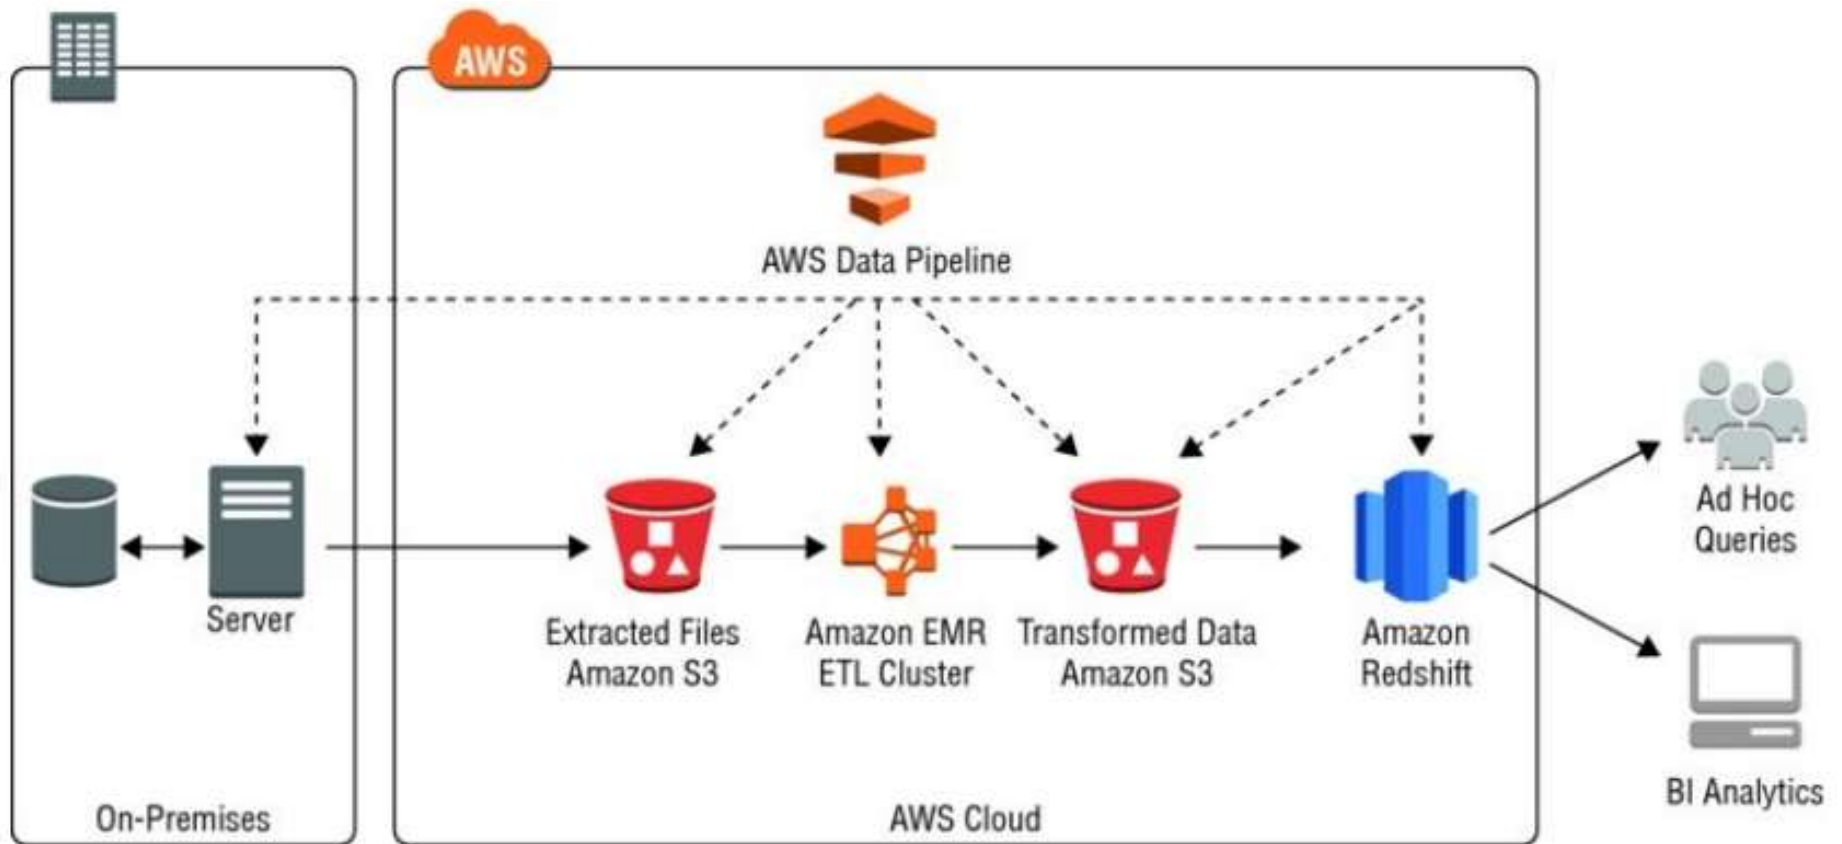 AWS
AWS Data Pipeline
Server
Extracted Files
Amazon S3
Amazon EMR
ETL Cluster
Transformed Data
Amazon S3
Amazon
Redshift
Ad Hoc
Queries
BI Analytics
On-Premises
AWS Cloud